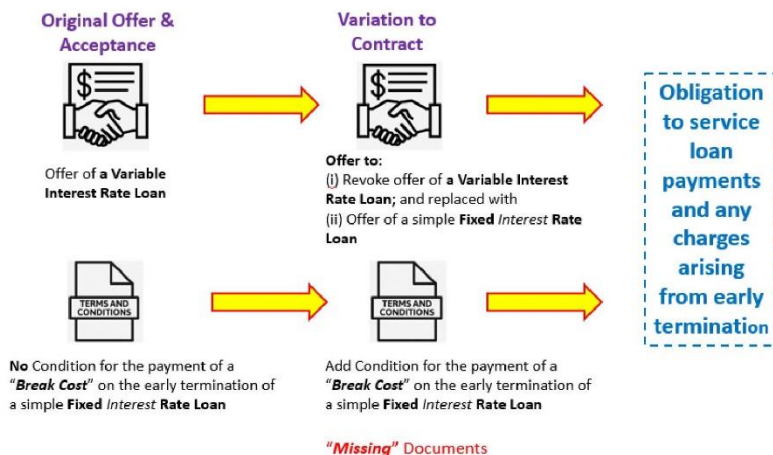 Original Offer &
Acceptance
Variation to
Contract
$
$
Offer of a Variable
Interest Rate Loan
Offer to:
(i) Revoke offer of a Variable Interest
Rate Loan; and replaced with
(ii) Offer of a simple Fixed Interest Rate
Loan
TERMS AND
CONDITIONS
TERMS AND
CONDITIONS
No Condition for the payment of a
"Break Cost" on the early termination of
a simple Fixed Interest Rate Loan
Add Condition for the payment of a
"Break Cost" on the early termination of
a simple Fixed Interest Rate Loan
"Missing" Documents
Obligation
to service
loan
payments
and any
charges
arising
from early
termination